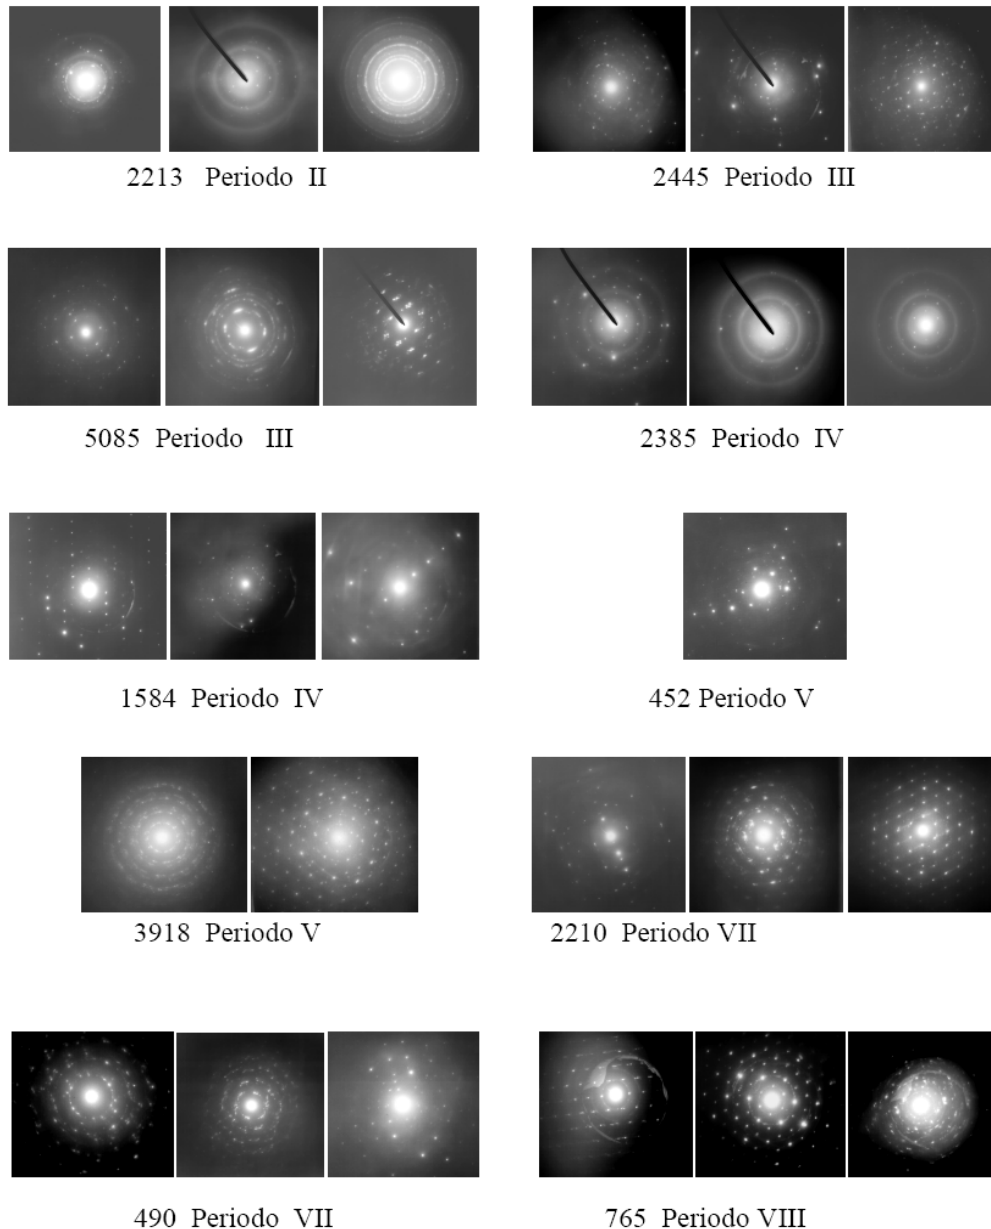 2213 Periodo II
2445 Periodo III
5085 Periodo III
2385 Periodo IV
1584 Periodo IV
452 Periodo V
3918 Periodo V
2210 Periodo VII
490 Periodo VII
765 Periodo VIII